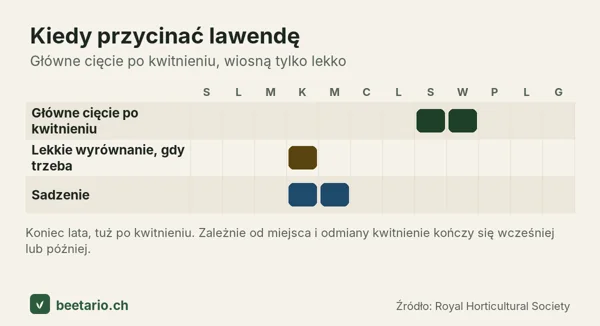 Kiedy przycinać lawendę
Główne cięcie po kwitnieniu, wiosną tylko lekko
S L M K M C L S W P L G
Główne cięcie po
kwitnieniu
Lekkie wyrównanie, gdy
trzeba
Sadzenie
Koniec lata, tuż po kwitnieniu. Zależnie od miejsca i odmiany kwitnienie kończy się wcześniej
lub później.
beetario.ch
Źródło: Royal Horticultural Society